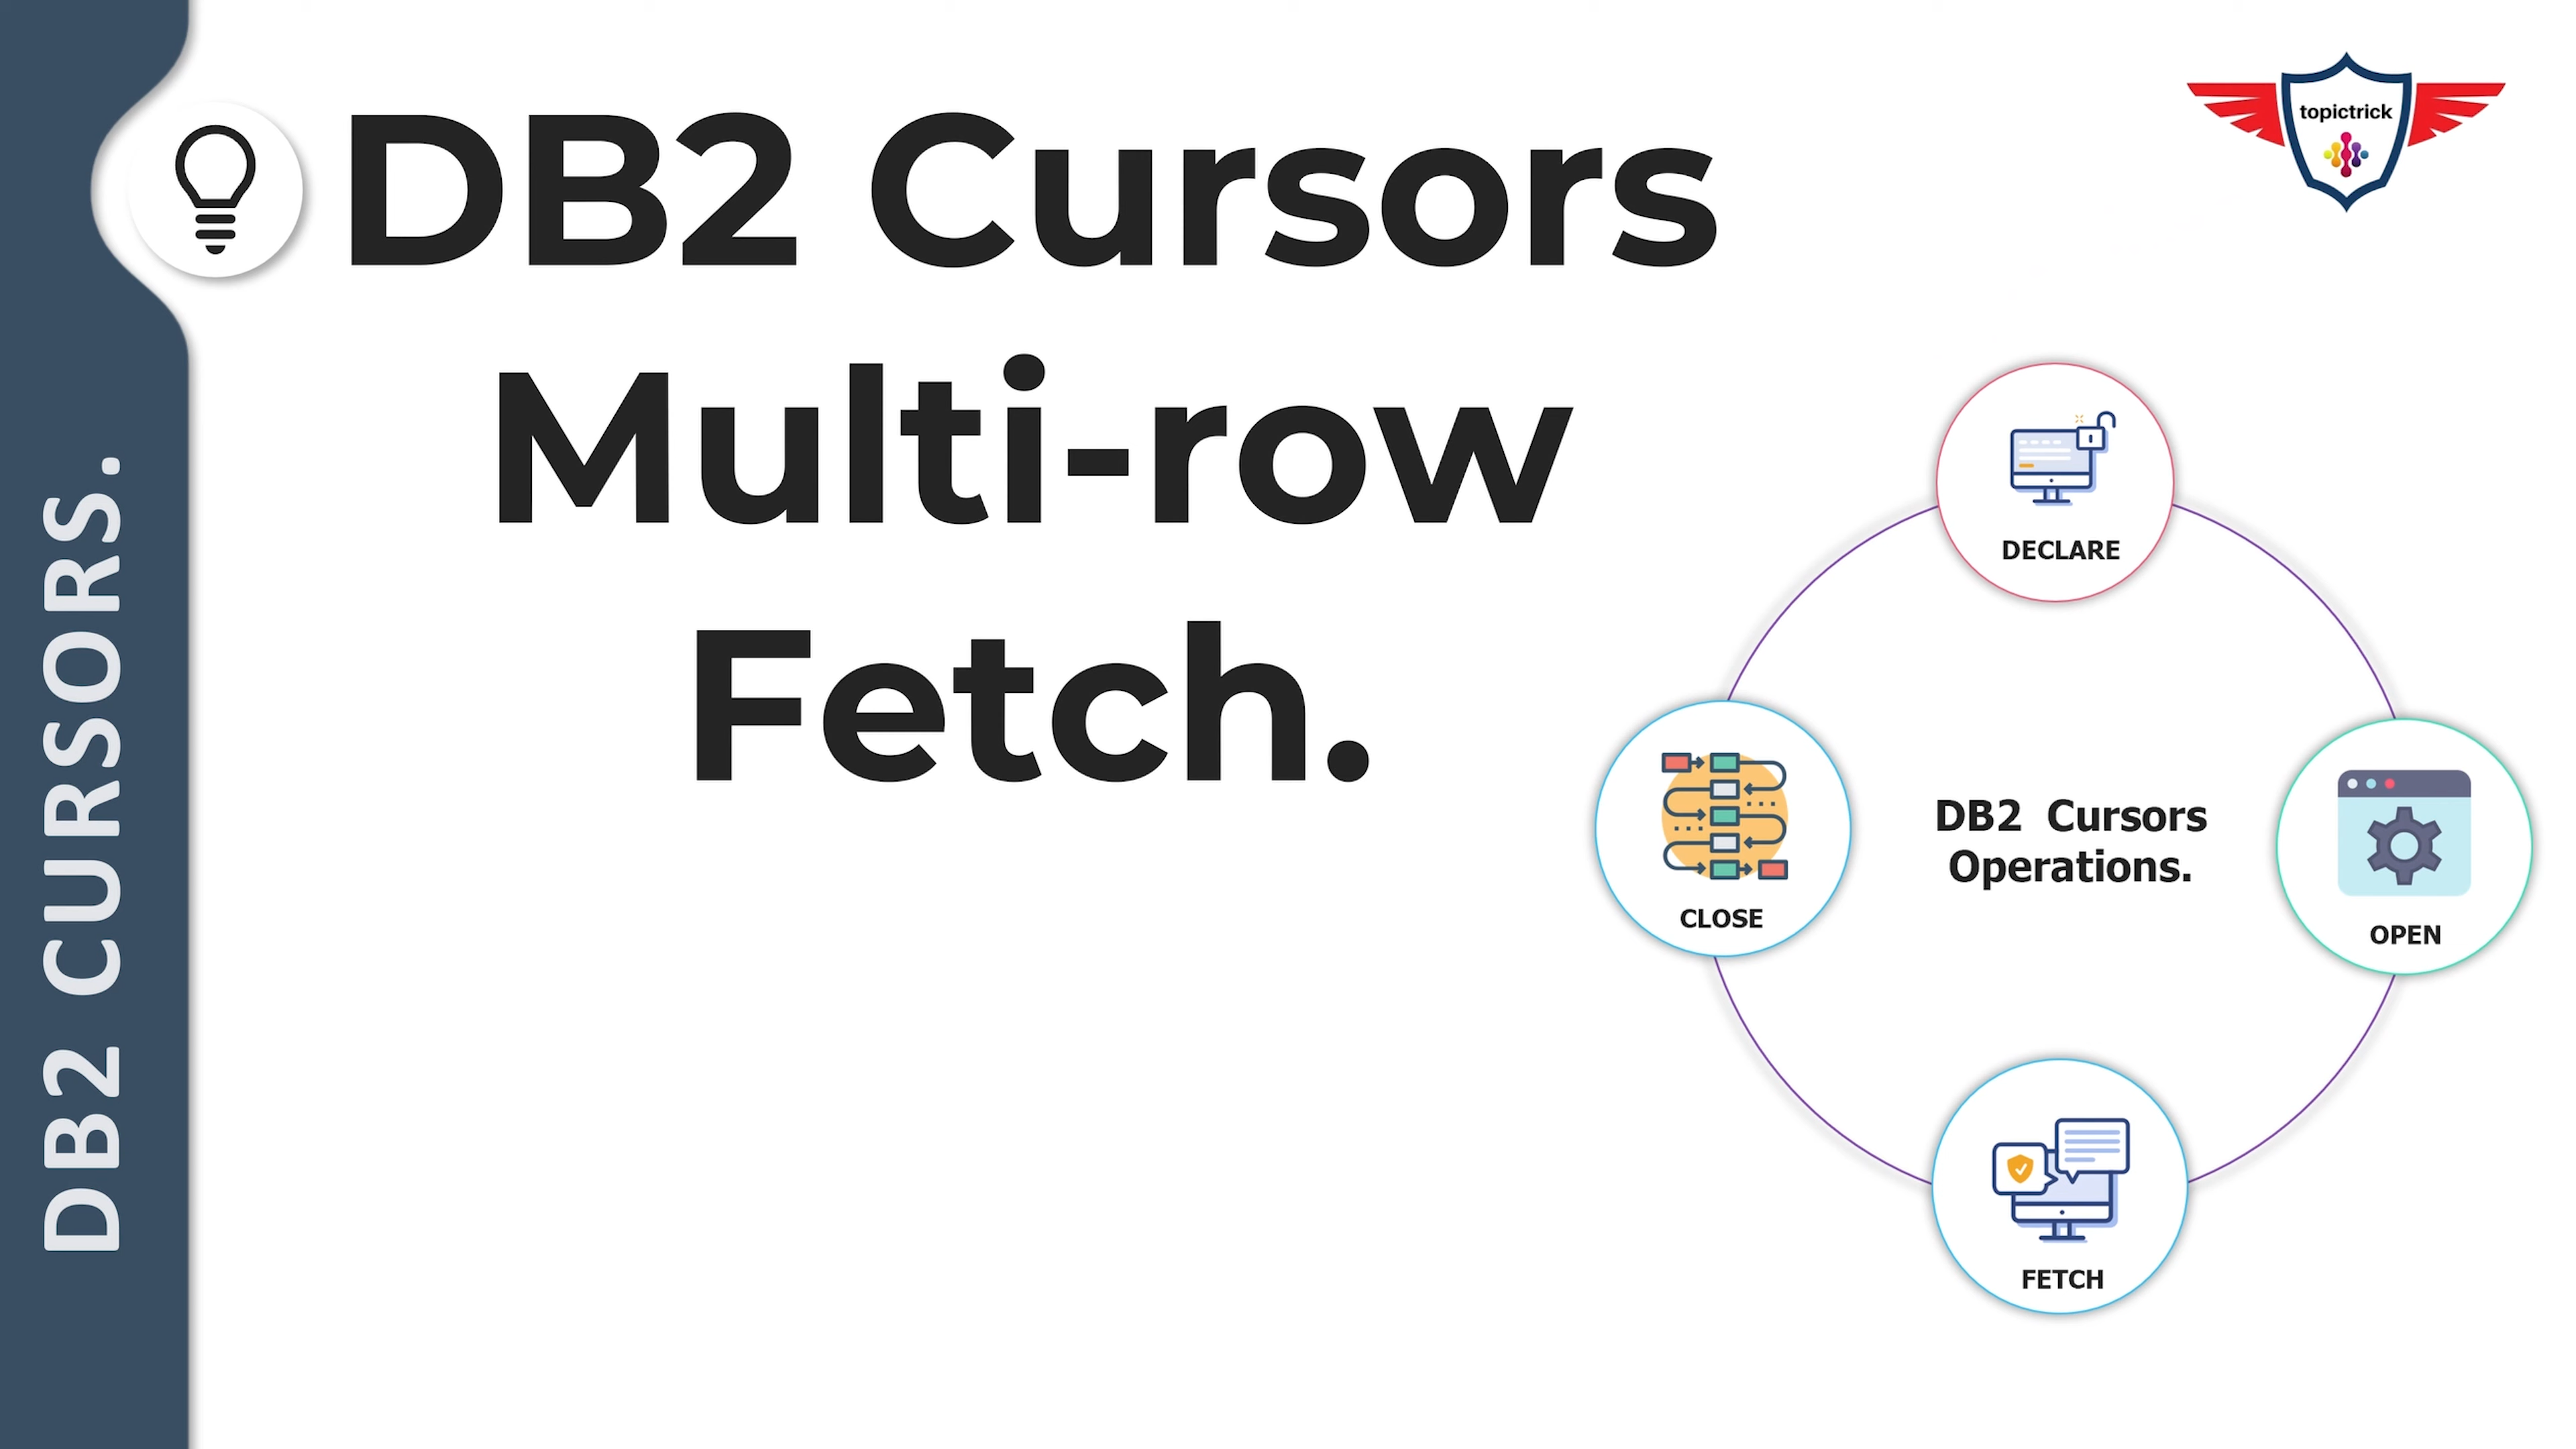 DB2 CURSORS.
DB2 Cursors
Multi-row
Fetch.
topictrick
DECLARE
CLOSE
DB2 Cursors
Operations.
OPEN
FETCH